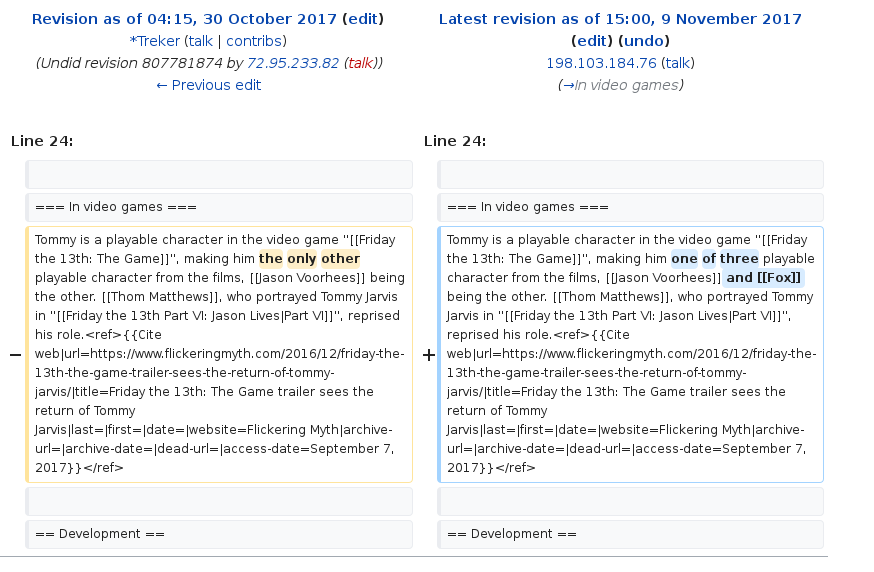 Revision as of 04:15, 30 October 2017 (edit)
*Treker (talk | contribs)
(Undid revision 807781874 by 72.95.233.82 (talk))
← Previous edit
Latest revision as of 15:00, 9 November 2017
(edit) (undo)
198.103.184.76 (talk)
(→In video games)
Line 24:
Line 24:
=== In video games ===
=== In video games ===
−
Tommy is a playable character in the video game ''[[Friday
the 13th: The Game]]'', making him the only other
playable character from the films, [[Jason Voorhees]] being
the other. [[Thom Matthews]], who portrayed Tommy Jarvis
in ''[[Friday the 13th Part VI: Jason Lives|Part VI]]'', reprised
his role.<ref>{{Cite
web|url=https://www.flickeringmyth.com/2016/12/friday-the-
13th-the-game-trailer-sees-the-return-of-tommy-
jarvis/|title=Friday the 13th: The Game trailer sees the
return of Tommy
Jarvis|last=|first=|date=|website=Flickering Myth|archive-
url=|archive-date=|dead-url=|access-date=September 7,
2017}}</ref>
+
Tommy is a playable character in the video game ''[[Friday
the 13th: The Game]]'', making him one of three playable
character from the films, [[Jason Voorhees]] and [[Fox]]
being the other. [[Thom Matthews]], who portrayed Tommy
Jarvis in ''[[Friday the 13th Part VI: Jason Lives|Part VI]]'',
reprised his role.<ref>{{Cite
web|url=https://www.flickeringmyth.com/2016/12/friday-the-
13th-the-game-trailer-sees-the-return-of-tommy-
jarvis/|title=Friday the 13th: The Game trailer sees the
return of Tommy
Jarvis|last=|first=|date=|website=Flickering Myth|archive-
url=|archive-date=|dead-url=|access-date=September 7,
2017}}</ref>
== Development ==
== Development ==